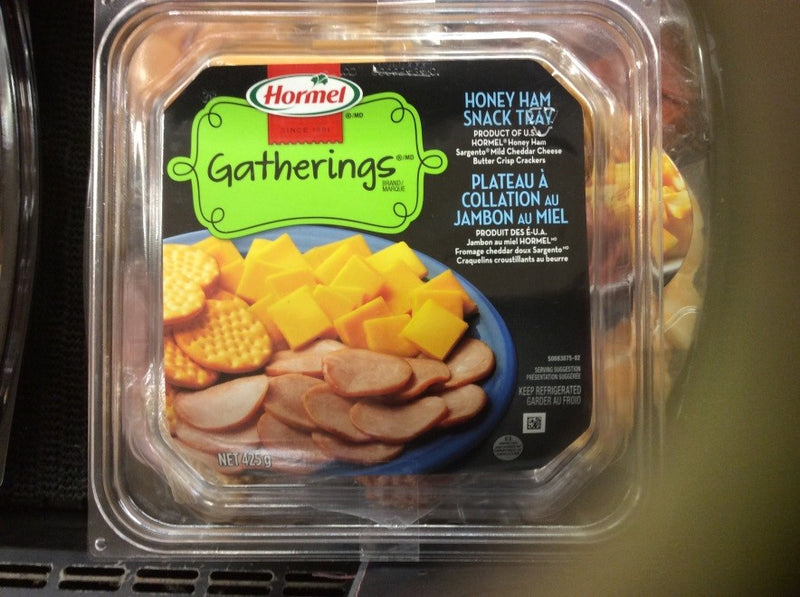 Hormel
SINCE 1891
®/MD
Gatherings®/MD
BRAND/
MARQUE
HONEY HAM
SNACK TRAY
PRODUCT OF U.S.A.
HORMEL® Honey Ham
Sargento® Mild Cheddar Cheese
Butter Crisp Crackers
PLATEAU À
COLLATION AU
JAMBON AU MIEL
PRODUIT DES É-U.A.
Jambon au miel HORMEL MD
Fromage cheddar doux Sargento MD
Craquelins croustillants au beurre
SERVING SUGGESTION
PRÉSENTATION SUGGÉRÉE
KEEP REFRIGERATED
GARDER AU FROID
NET 425 g